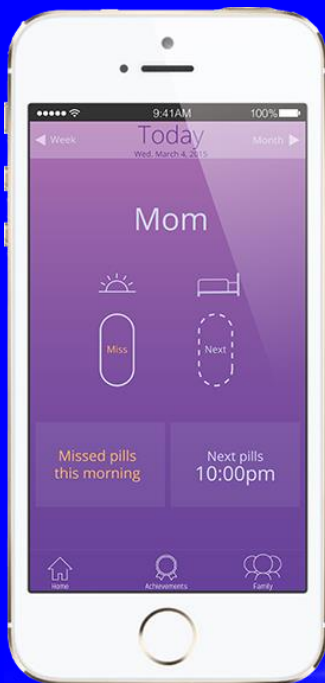 9:41AM 100%
Week Today Month
Wed, March 4, 2015
Mom
Miss Next
Missed pills Next pills
this morning 10:00pm
Home Achievements Family